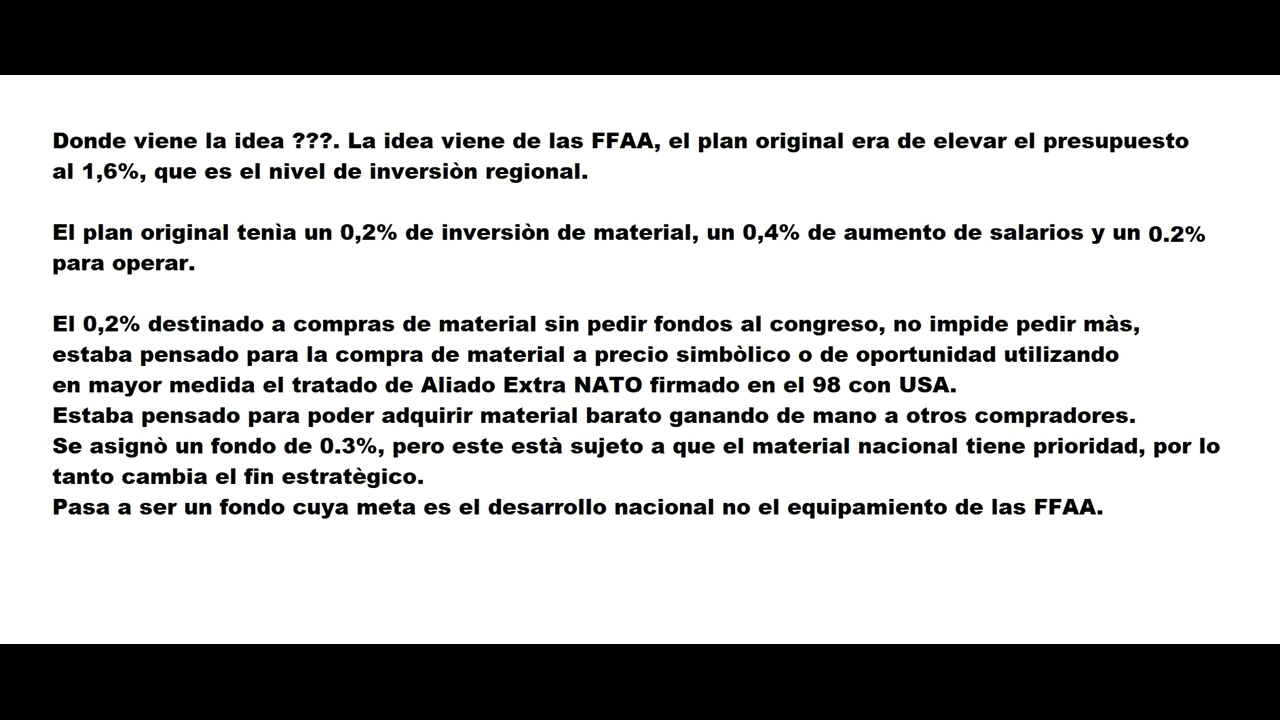 Donde viene la idea ???. La idea viene de las FFAA, el plan original era de elevar el presupuesto
al 1,6%, que es el nivel de inversiòn regional.
El plan original tenìa un 0,2% de inversiòn de material, un 0,4% de aumento de salarios y un 0.2%
para operar.
El 0,2% destinado a compras de material sin pedir fondos al congreso, no impide pedir màs,
estaba pensado para la compra de material a precio simbòlico o de oportunidad utilizando
en mayor medida el tratado de Aliado Extra NATO firmado en el 98 con USA.
Estaba pensado para poder adquirir material barato ganando de mano a otros compradores.
Se asignò un fondo de 0.3%, pero este està sujeto a que el material nacional tiene prioridad, por lo
tanto cambia el fin estratègico.
Pasa a ser un fondo cuya meta es el desarrollo nacional no el equipamiento de las FFAA.